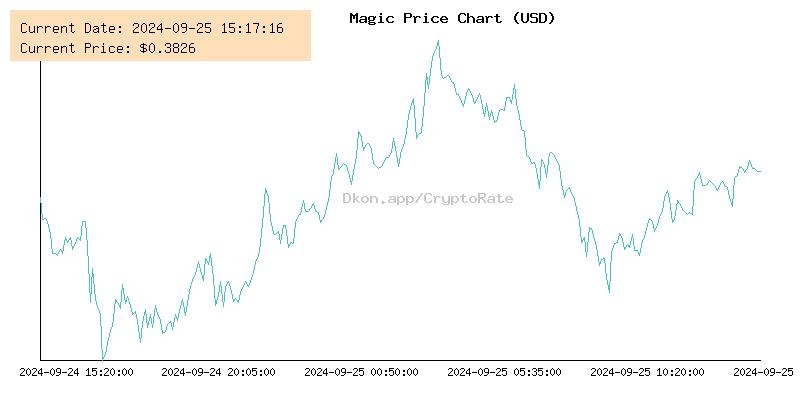 Magic Price Chart (USD)
Current Date: 2024-09-25 15:17:16
Current Price: $0.3826
Dkon.app/CryptoRate
2024-09-24 15:20:00 2024-09-24 20:05:00 2024-09-25 00:50:00 2024-09-25 05:35:00 2024-09-25 10:20:00 2024-09-25